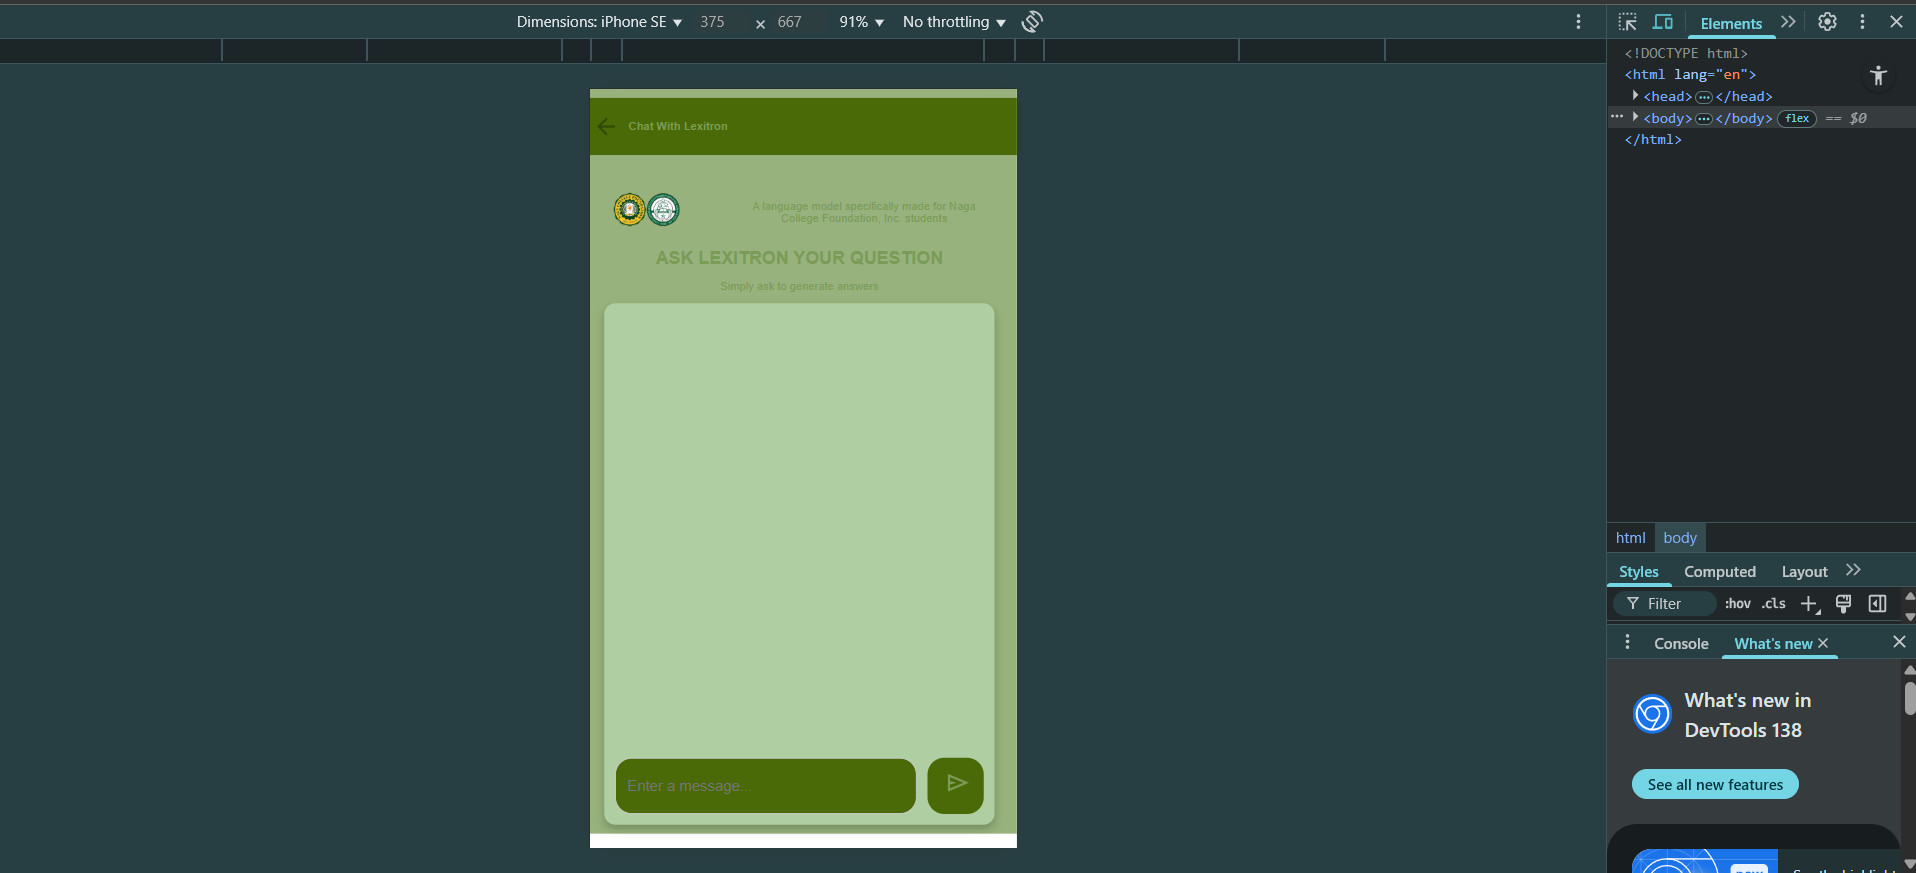 Dimensions: iPhone SE 375 × 667 91% No throttling
Elements
<!DOCTYPE html>
<html lang="en">
<head>···</head>
··· <body>···</body> flex == $0
</html>
Chat With Lexitron
A language model specifically made for Naga
College Foundation, Inc. students
ASK LEXITRON YOUR QUESTION
Simply ask to generate answers
Enter a message...
html body
Styles Computed Layout
Filter :hov .cls
Console What's new
What's new in
DevTools 138
See all new features